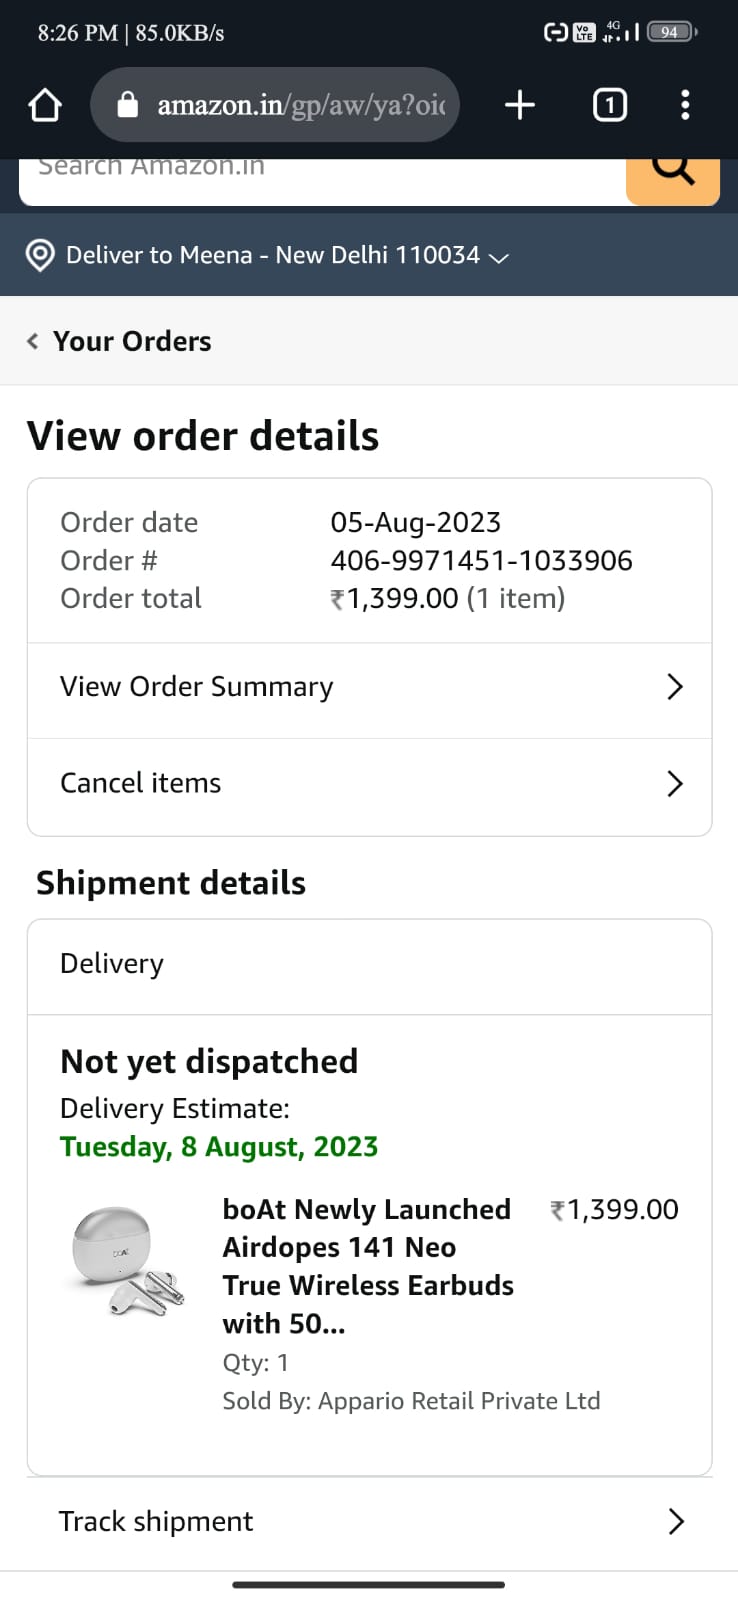 8:26 PM | 85.0KB/s
Vo LTE 4G 94
amazon.in/gp/aw/ya?oid
1
Search Amazon.in
Deliver to Meena - New Delhi 110034
Your Orders
View order details
Order date 05-Aug-2023
Order # 406-9971451-1033906
Order total ₹1,399.00 (1 item)
View Order Summary
Cancel items
Shipment details
Delivery
Not yet dispatched
Delivery Estimate:
Tuesday, 8 August, 2023
boAt Newly Launched ₹1,399.00
Airdopes 141 Neo
True Wireless Earbuds
with 50...
Qty: 1
Sold By: Appario Retail Private Ltd
Track shipment